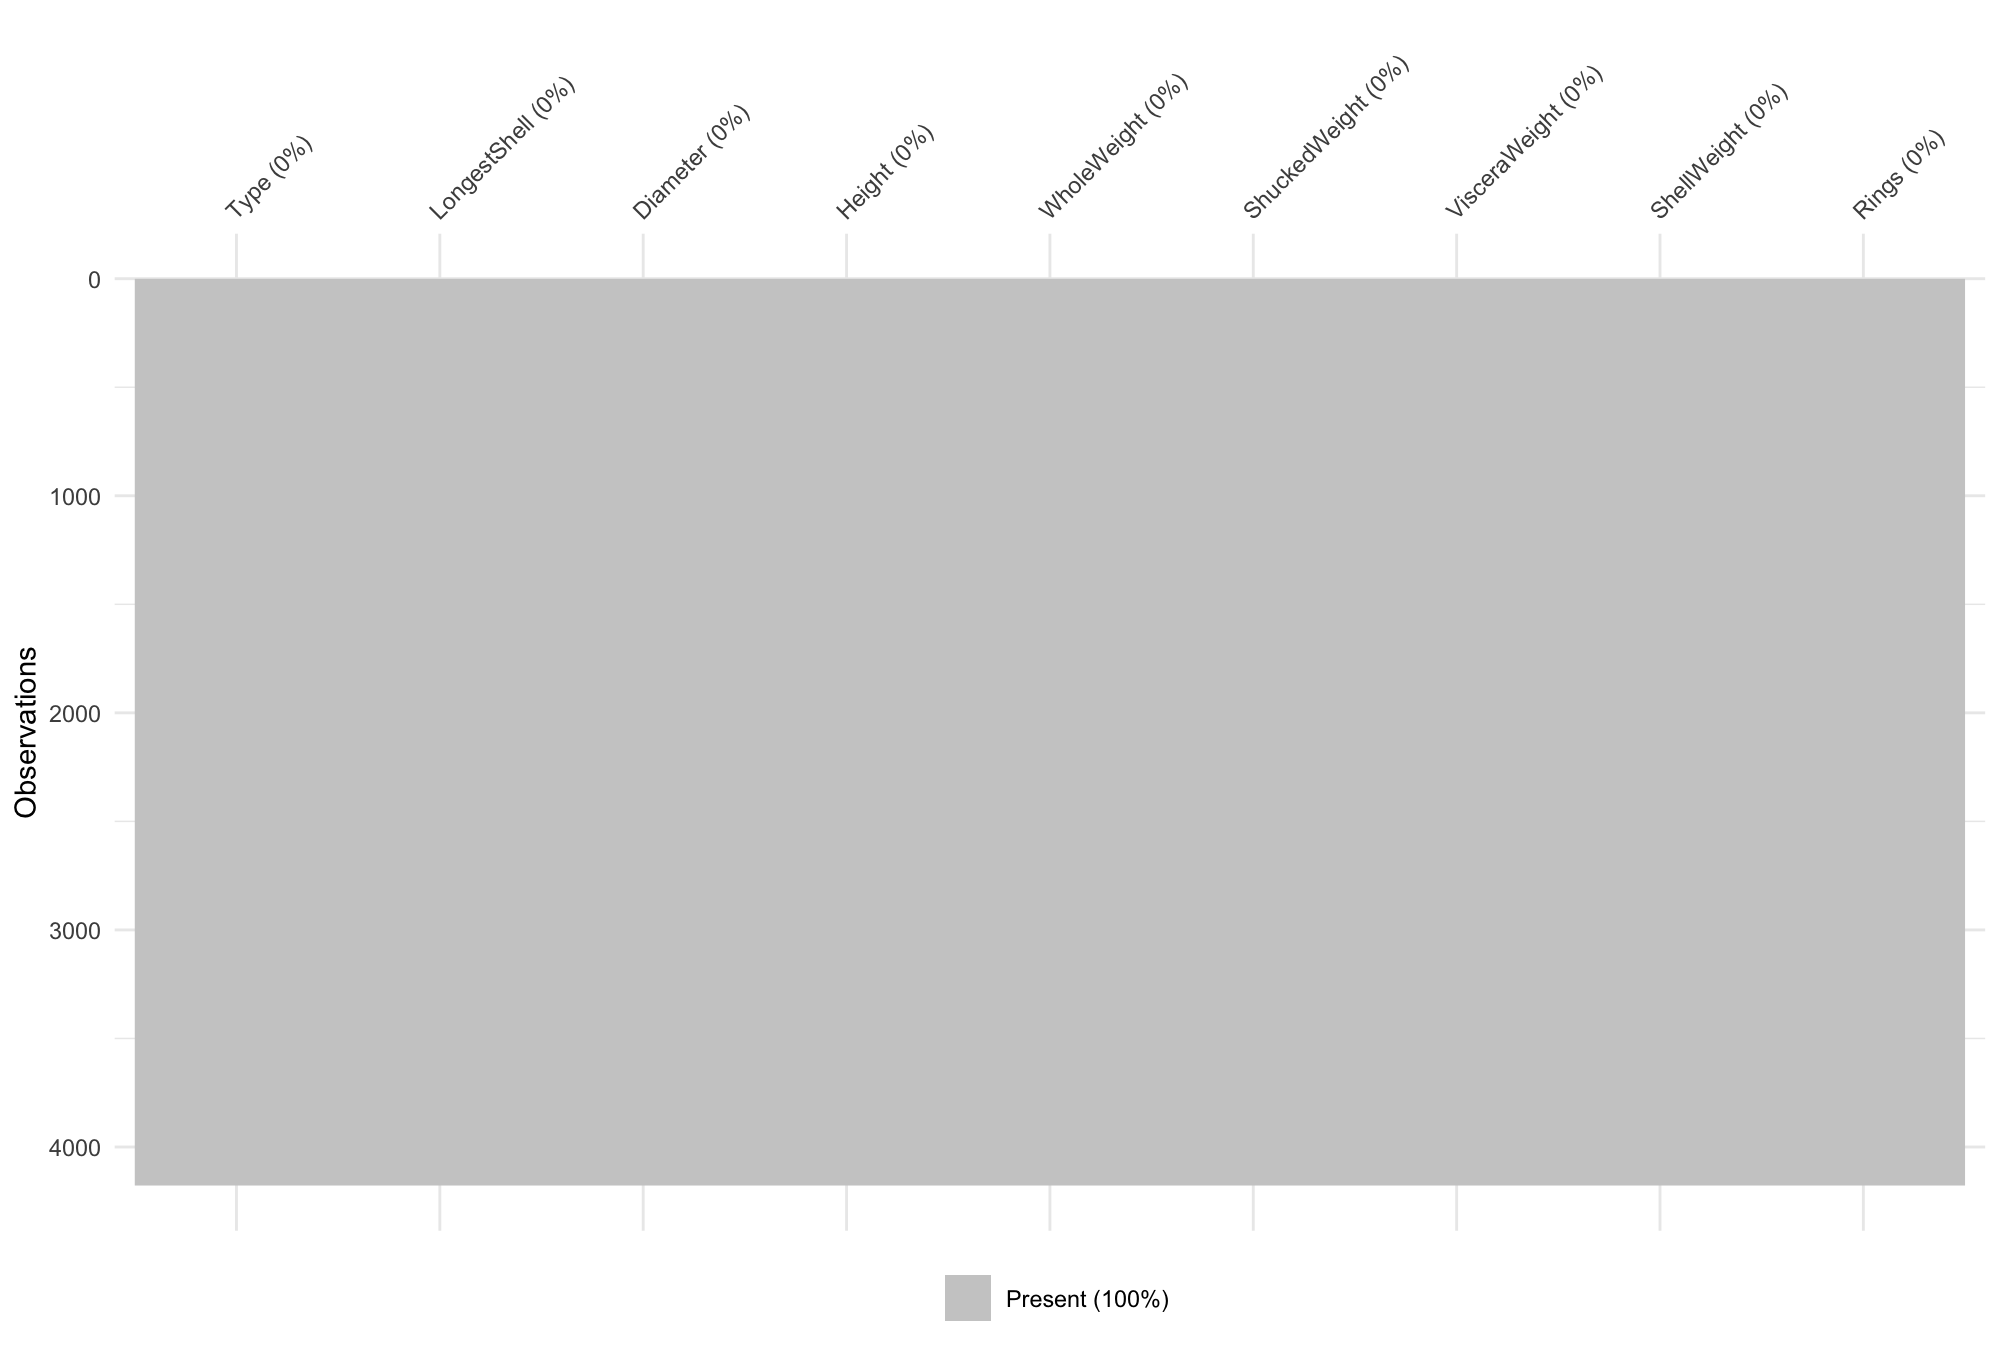 Type (0%)
LongestShell (0%)
Diameter (0%)
Height (0%)
WholeWeight (0%)
ShuckedWeight (0%)
VisceraWeight (0%)
ShellWeight (0%)
Rings (0%)
Observations
0
1000
2000
3000
4000
Present (100%)